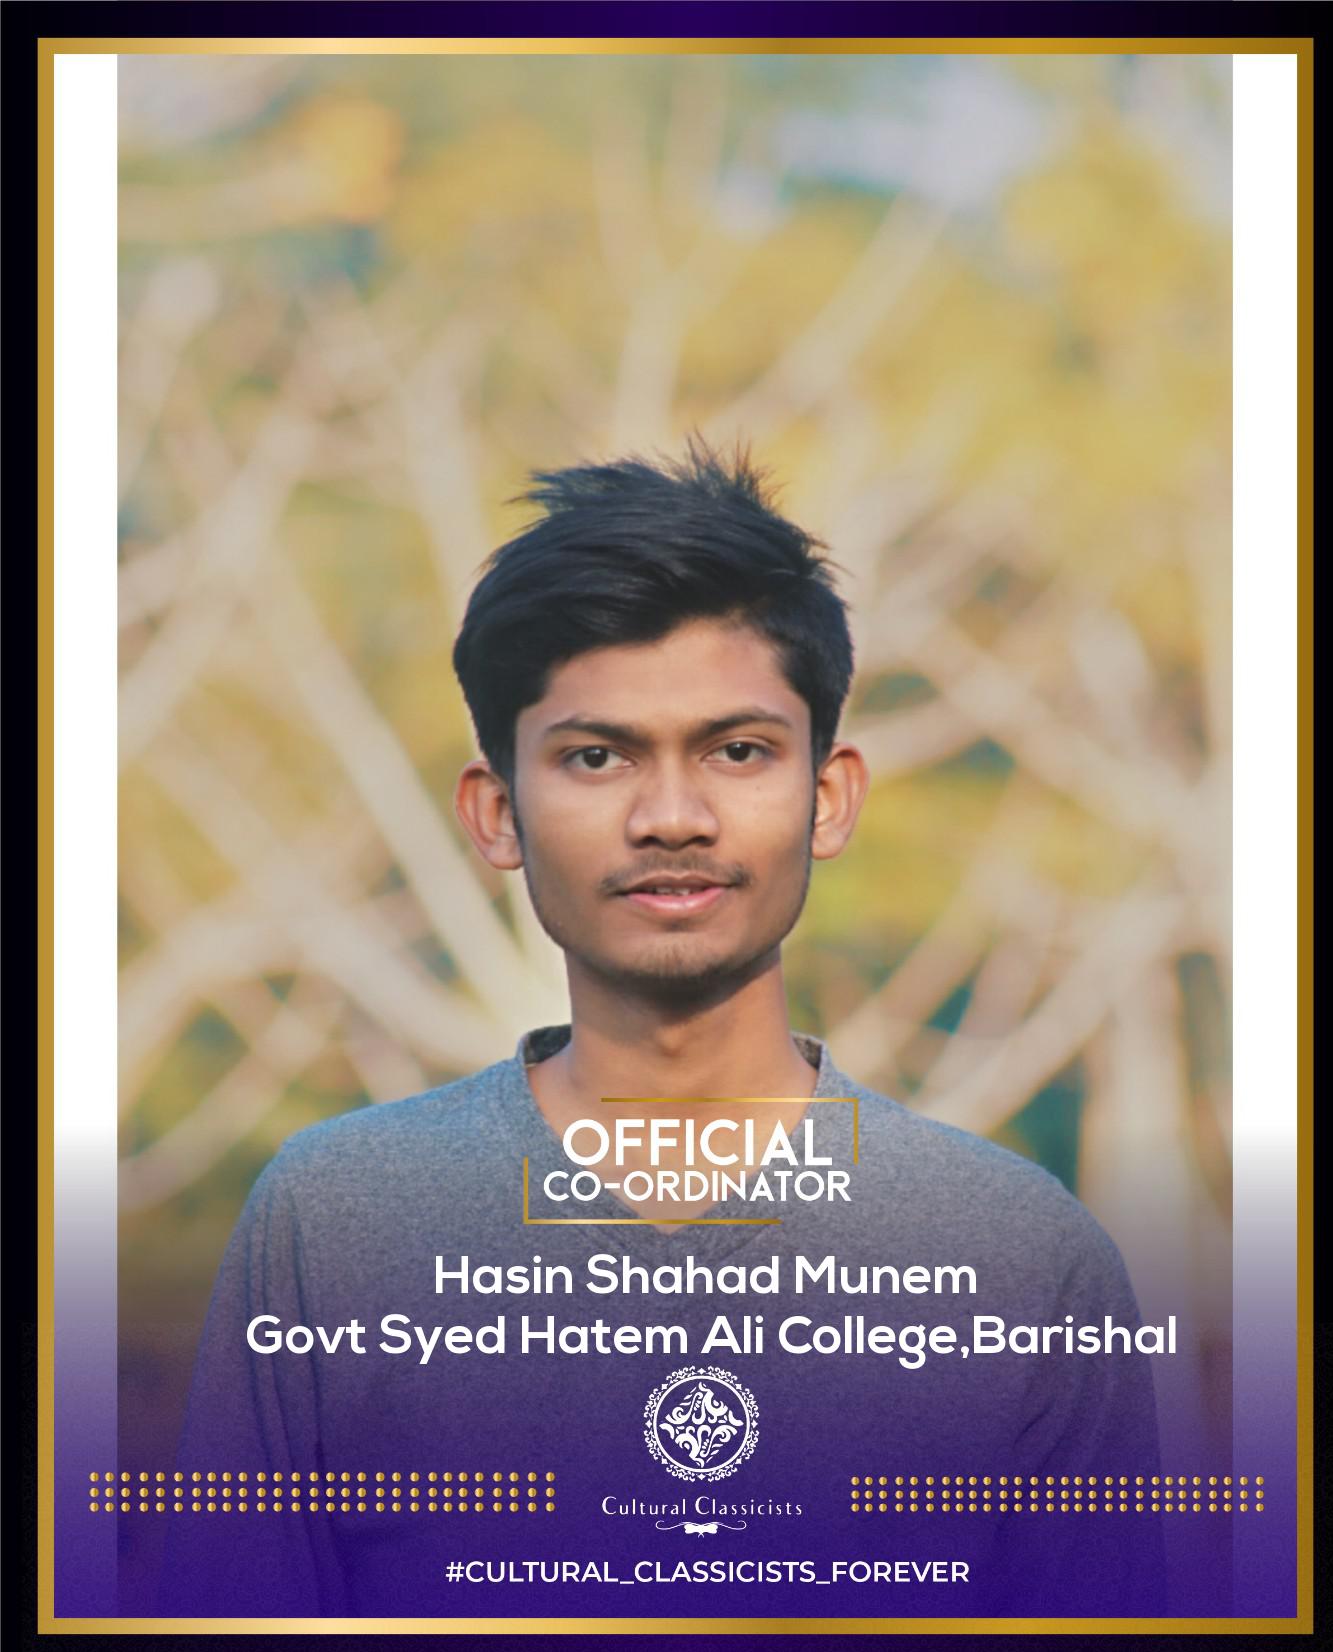 OFFICIAL
CO-ORDINATOR
Hasin Shahad Munem
Govt Syed Hatem Ali College,Barishal
Cultural Classicists
#CULTURAL_CLASSICISTS_FOREVER